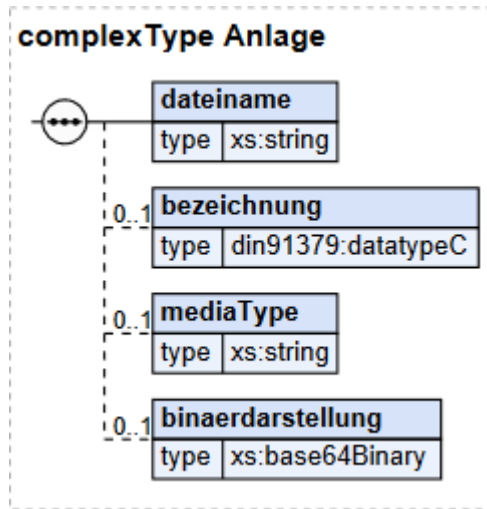 complexType Anlage
dateiname
type xs:string
0..1 bezeichnung
type din91379:datatypeC
0..1 mediaType
type xs:string
0..1 binaerdarstellung
type xs:base64Binary